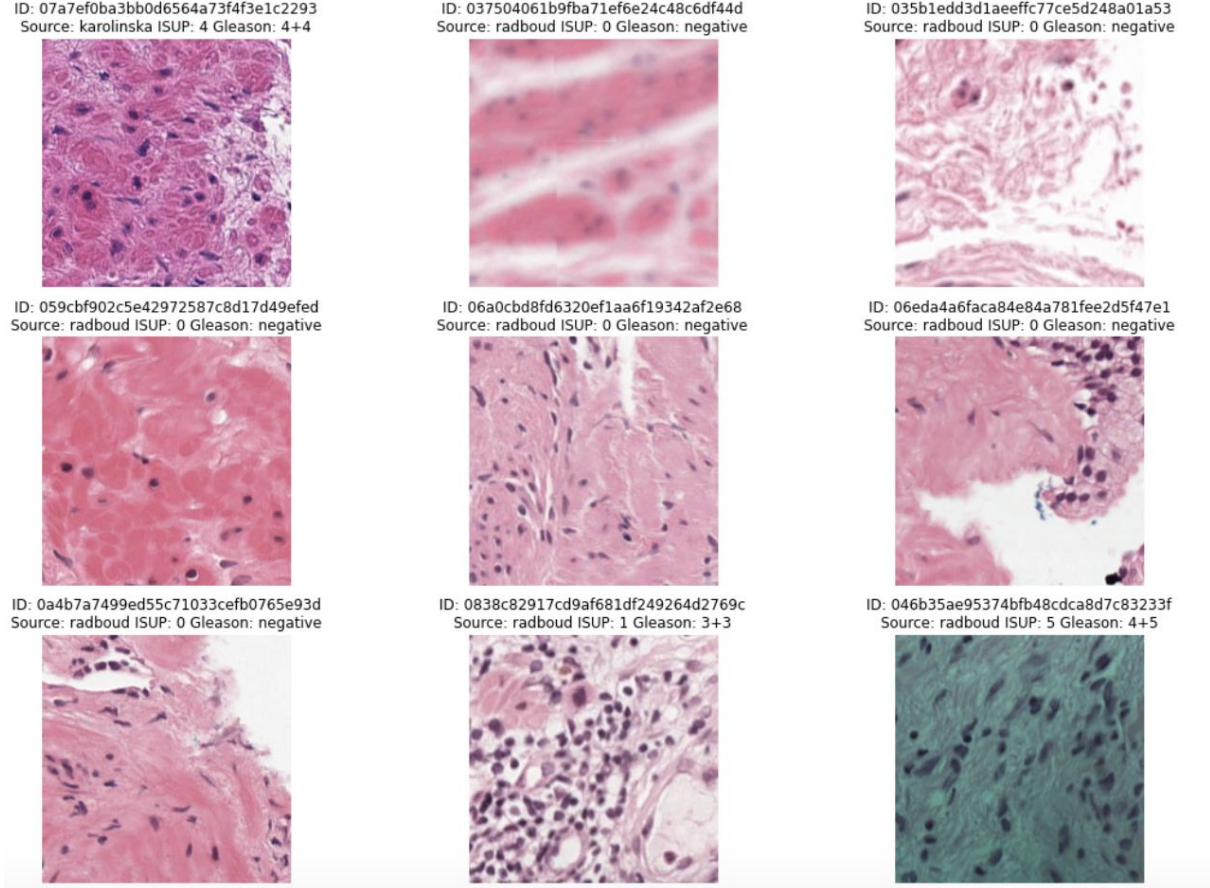 ID: 07a7ef0ba3bb0d6564a73f4f3e1c2293
Source: karolinska ISUP: 4 Gleason: 4+4
ID: 037504061b9fba71ef6e24c48c6df44d
Source: radboud ISUP: 0 Gleason: negative
ID: 035b1edd3d1aeeffc77ce5d248a01a53
Source: radboud ISUP: 0 Gleason: negative
ID: 059cbf902c5e42972587c8d17d49efed
Source: radboud ISUP: 0 Gleason: negative
ID: 06a0cbd8fd6320ef1aa6f19342af2e68
Source: radboud ISUP: 0 Gleason: negative
ID: 06eda4a6faca84e84a781fee2d5f47e1
Source: radboud ISUP: 0 Gleason: negative
ID: 0a4b7a7499ed55c71033cefb0765e93d
Source: radboud ISUP: 0 Gleason: negative
ID: 0838c82917cd9af681df249264d2769c
Source: radboud ISUP: 1 Gleason: 3+3
ID: 046b35ae95374bfb48cdca8d7c83233f
Source: radboud ISUP: 5 Gleason: 4+5